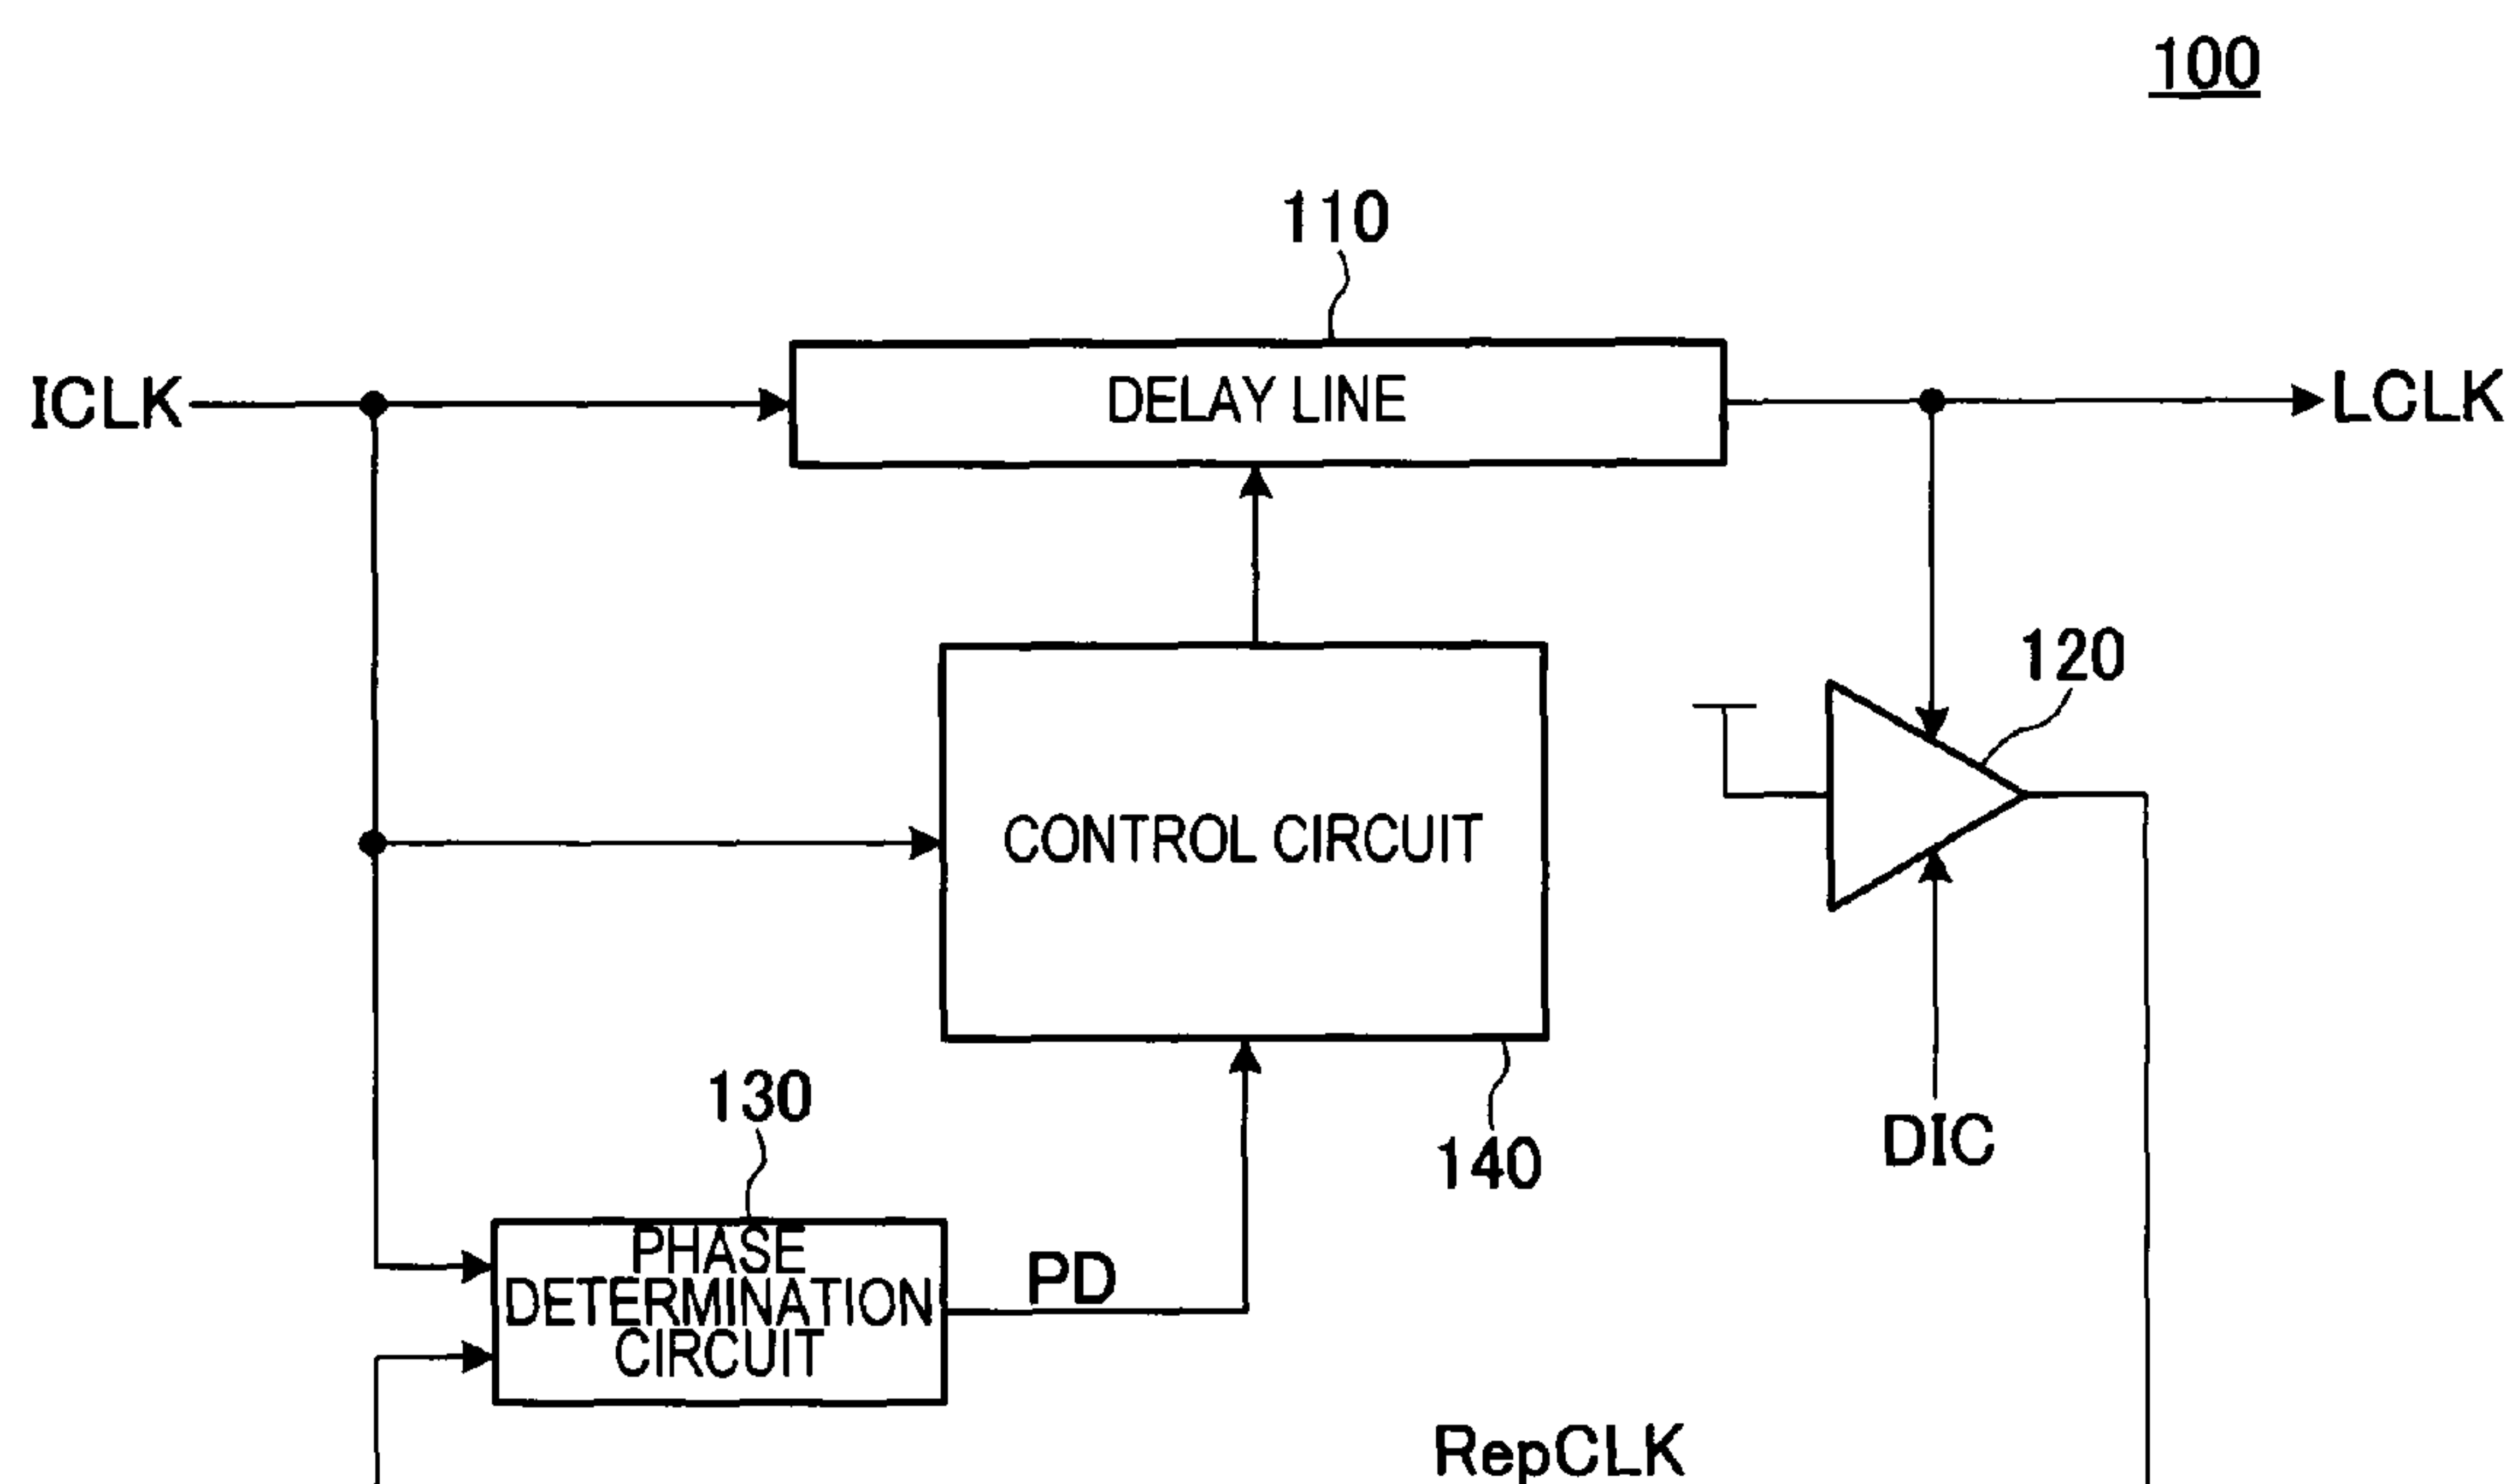 100
110
ICLK
DELAY LINE
LCLK
120
CONTROL CIRCUIT
130
DIC
140
PHASE
DETERMINATION
CIRCUIT
PD
RepCLK